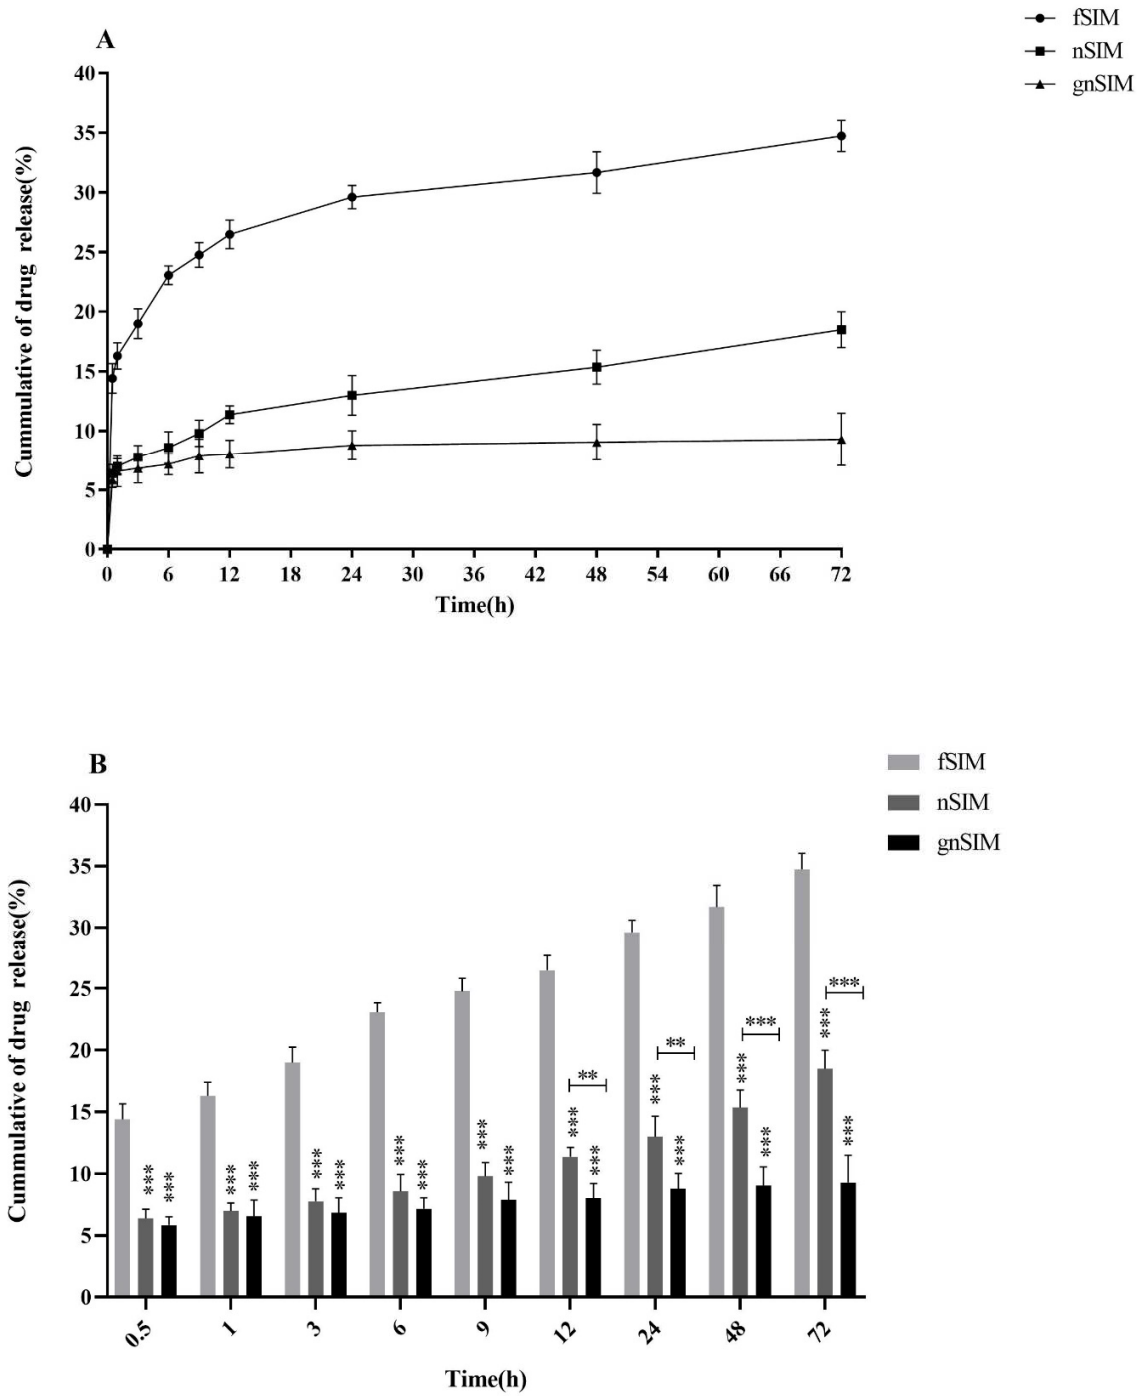 A
fSIM
nSIM
gnSIM
Cummulative of drug release(%)
40
35
30
25
20
15
10
5
0
0 6 12 18 24 30 36 42 48 54 60 66 72
Time(h)
B
fSIM
nSIM
gnSIM
Cummulative of drug release(%)
40
35
30
25
20
15
10
5
0
*** *** *** *** *** *** *** *** *** *** *** *** *** *** *** *** *** ***
** ** *** ***
0.5 1 3 6 9 12 24 48 72
Time(h)